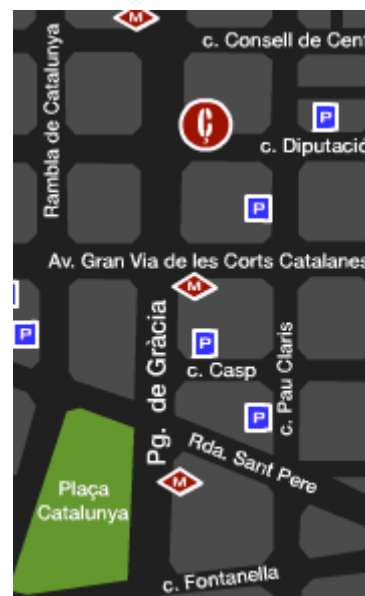 M
c. Consell de Cent
Rambla de Catalunya
P
Ç
c. Diputació
P
Av. Gran Via de les Corts Catalanes
M
P
Pg. de Gràcia
P
c. Casp
c. Pau Claris
P
Rda. Sant Pere
M
Plaça
Catalunya
c. Fontanella